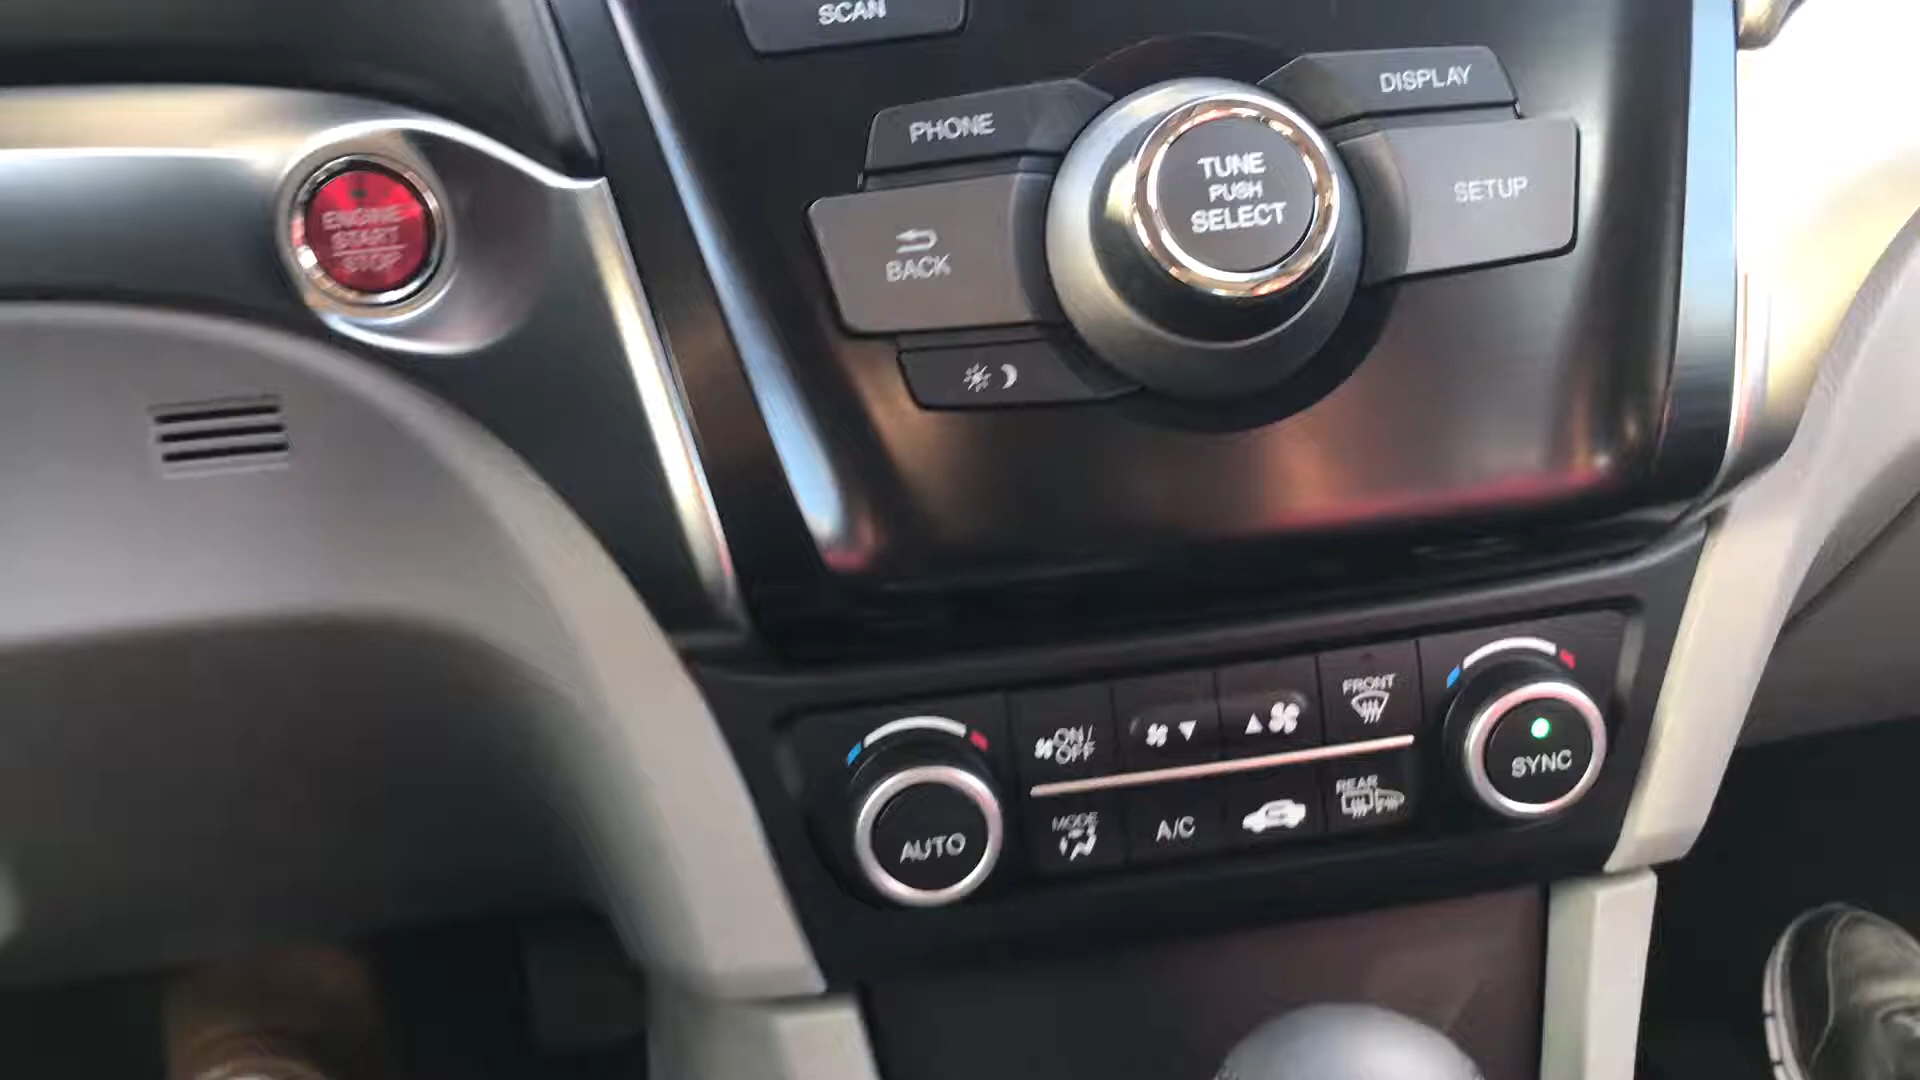 SCAN
PHONE
DISPLAY
TUNE
PUSH
SELECT
SETUP
BACK
ENGINE
START
STOP
FRONT
ON/
OFF
SYNC
REAR
MODE
A/C
AUTO